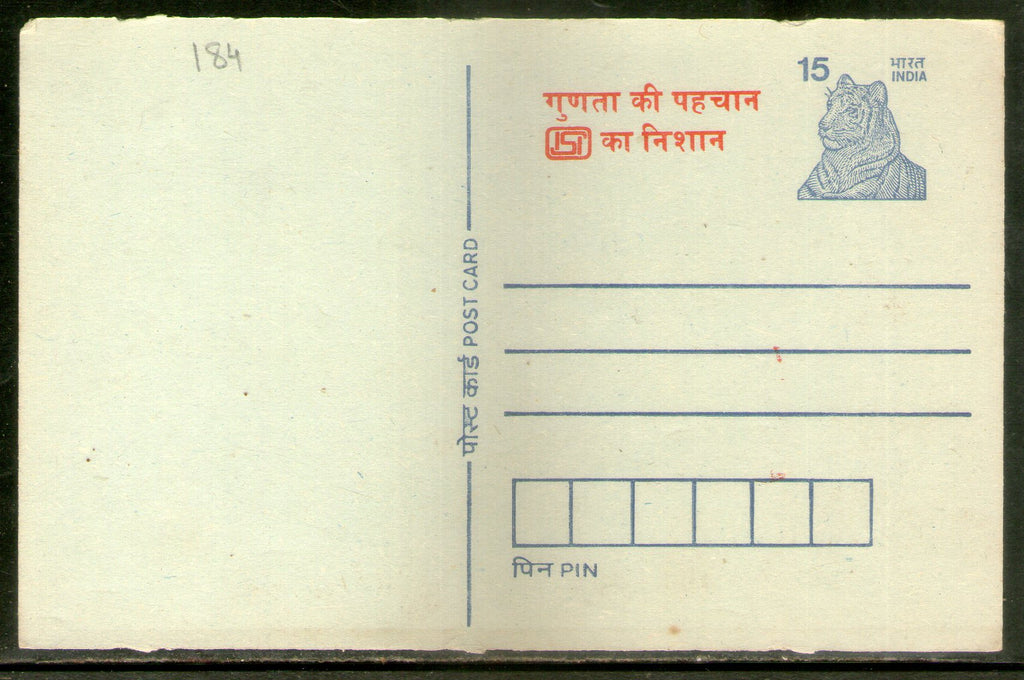 184
गुणता की पहचान
ISI का निशान
15
भारत
INDIA
पोस्ट कार्ड POST CARD
पिन PIN